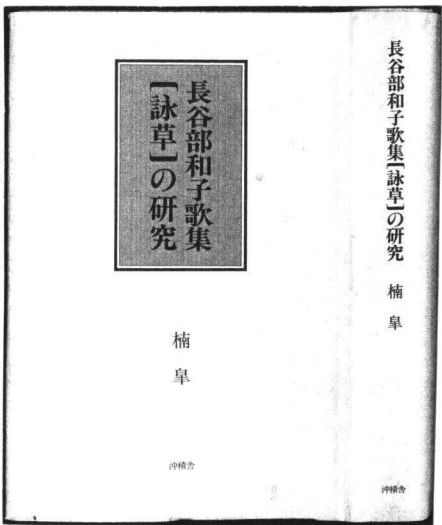 長谷部和子歌集
【詠草】の研究
楠
皐
沖積舎
長谷部和子歌集【詠草】の研究　楠　皐
沖積舎